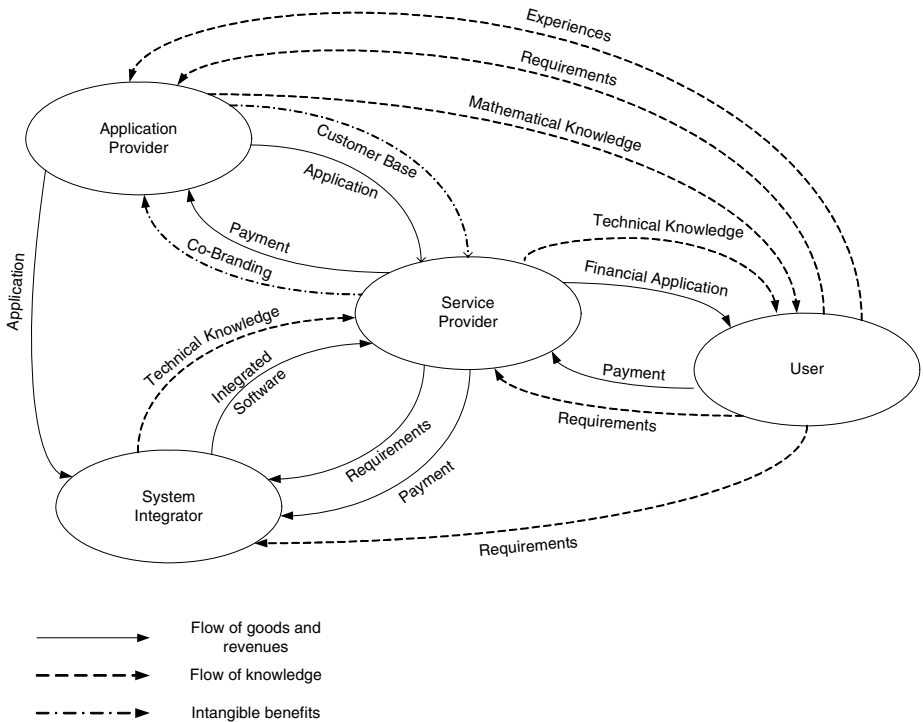 Experiences
Requirements
Mathematical Knowledge
Customer Base
Application
Application
Provider
Payment
Co-Branding
Technical Knowledge
Financial Application
Application
Service
Provider
Technical Knowledge
Integrated
Software
Payment
User
Requirements
Requirements
Payment
System
Integrator
Requirements
Flow of goods and
revenues
Flow of knowledge
Intangible benefits